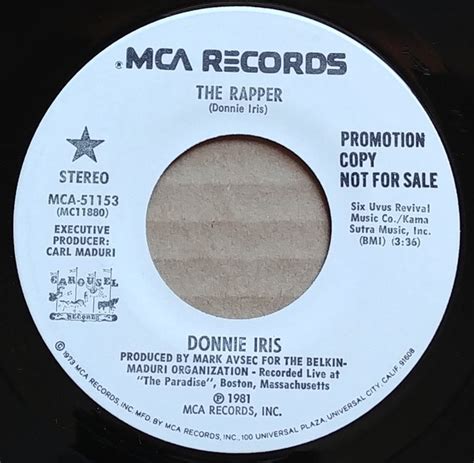 MCA RECORDS
THE RAPPER
(Donnie Iris)
STEREO
MCA-51153
(MC11880)
EXECUTIVE
PRODUCER:
CARL MADURI
CAROUSEL
RECORDS
PROMOTION
COPY
NOT FOR SALE
Six Uvus Revival
Music Co./Kama
Sutra Music, Inc.
(BMI) (3:36)
DONNIE IRIS
PRODUCED BY MARK AVSEC FOR THE BELKIN-
MADURI ORGANIZATION - Recorded Live at
"The Paradise", Boston, Massachusetts
℗ 1981
MCA RECORDS, INC.
© 1973 MCA RECORDS, INC. MFD. BY MCA RECORDS, INC., 100 UNIVERSAL PLAZA, UNIVERSAL CITY, CALIF. 91608